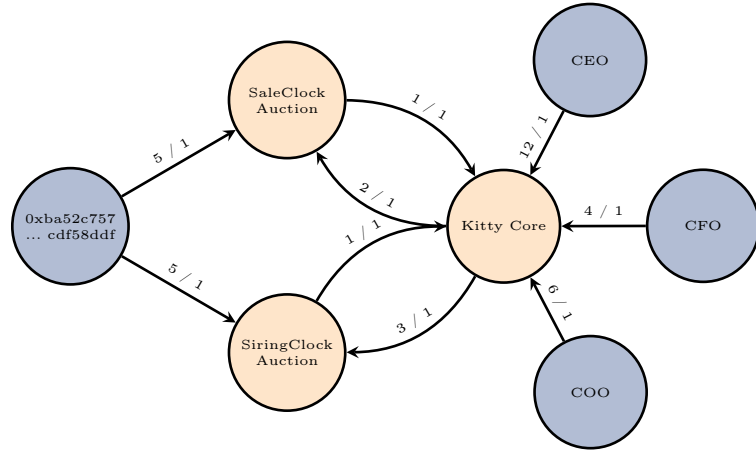 CEO
SaleClock
Auction
1 / 1
12 / 1
5 / 1
2 / 1
0xba52c757
... cdf58ddf
1 / 1
Kitty Core
4 / 1
CFO
5 / 1
6 / 1
3 / 1
SiringClock
Auction
COO